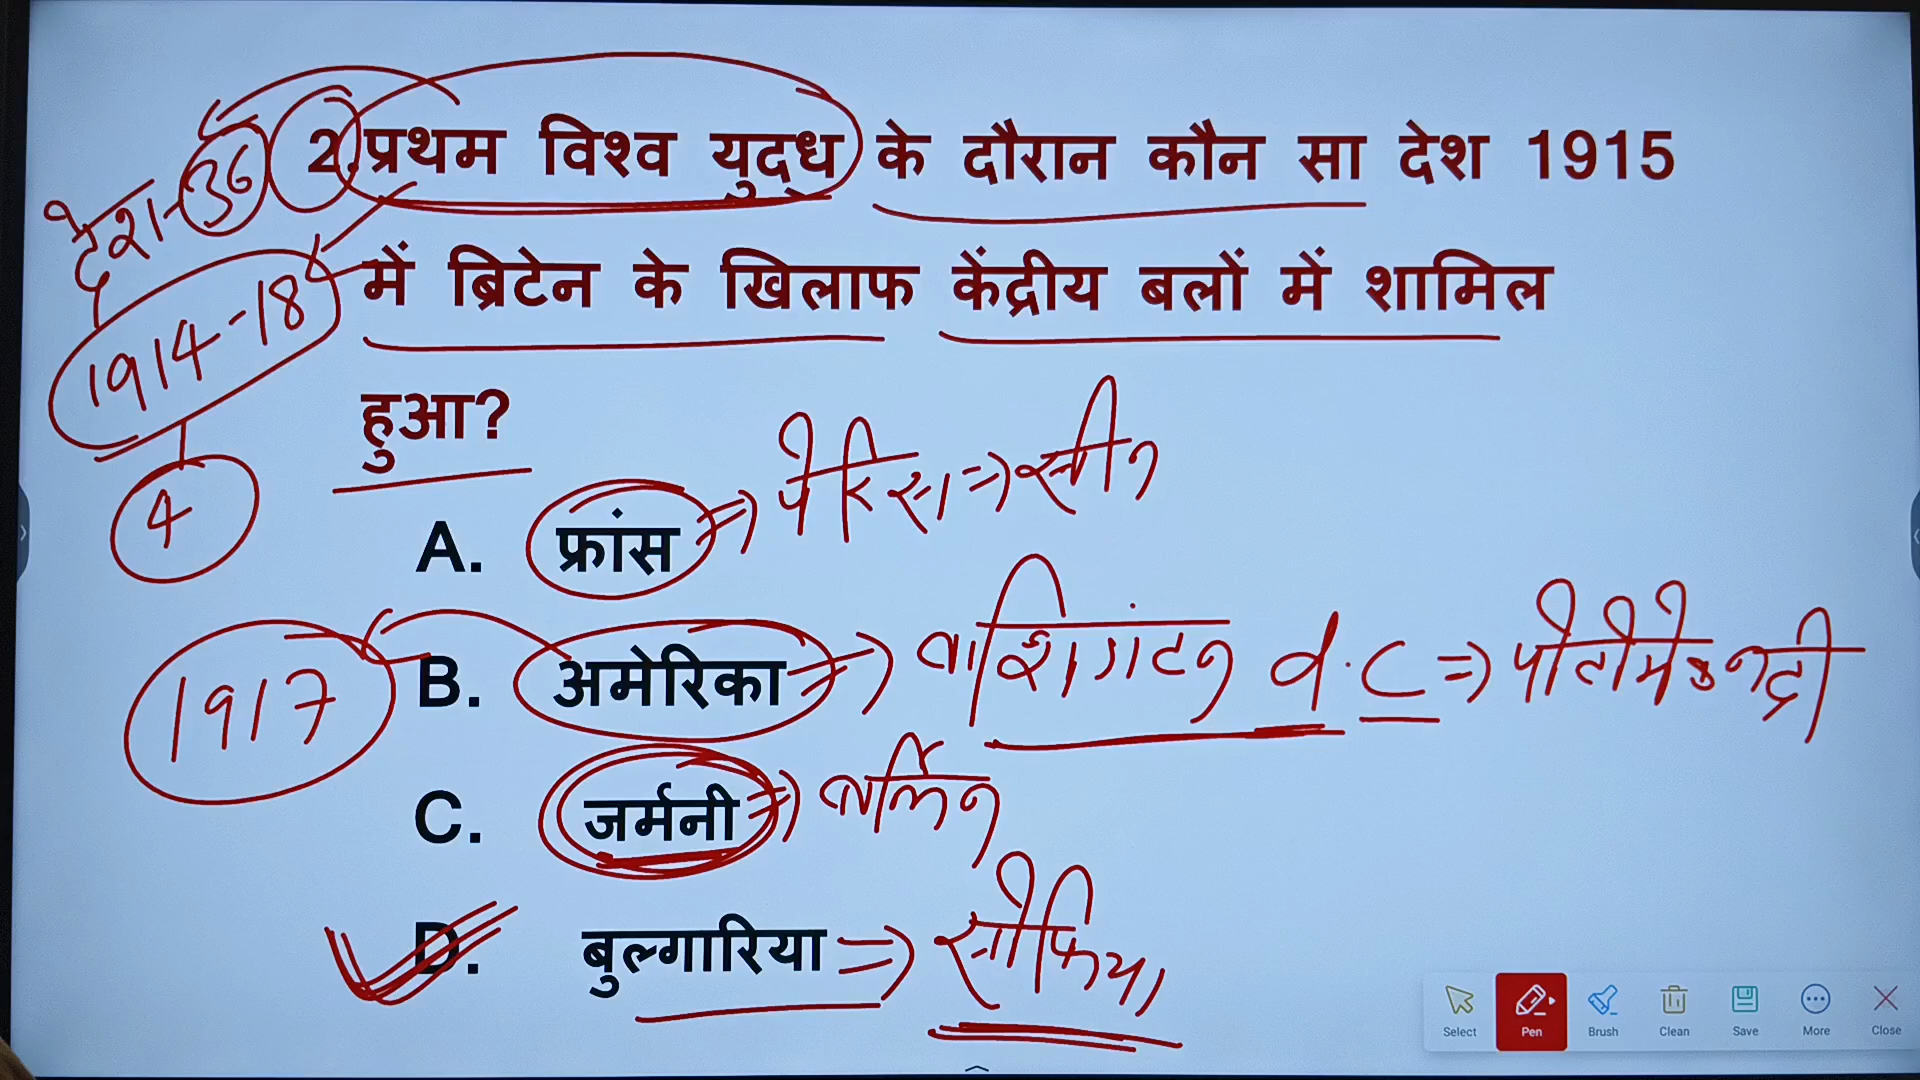 2. प्रथम विश्व युद्ध के दौरान कौन सा देश 1915
में ब्रिटेन के खिलाफ केंद्रीय बलों में शामिल
हुआ?
देश-36
1914-18
4
A. फ्रांस => पेरिस => सीन
1917
B. अमेरिका => वाशिंगटन d.C => पोटोमेक नदी
C. जर्मनी => बर्लिन
D. बुल्गारिया => सोफिया
Select Pen Brush Clean Save More Close